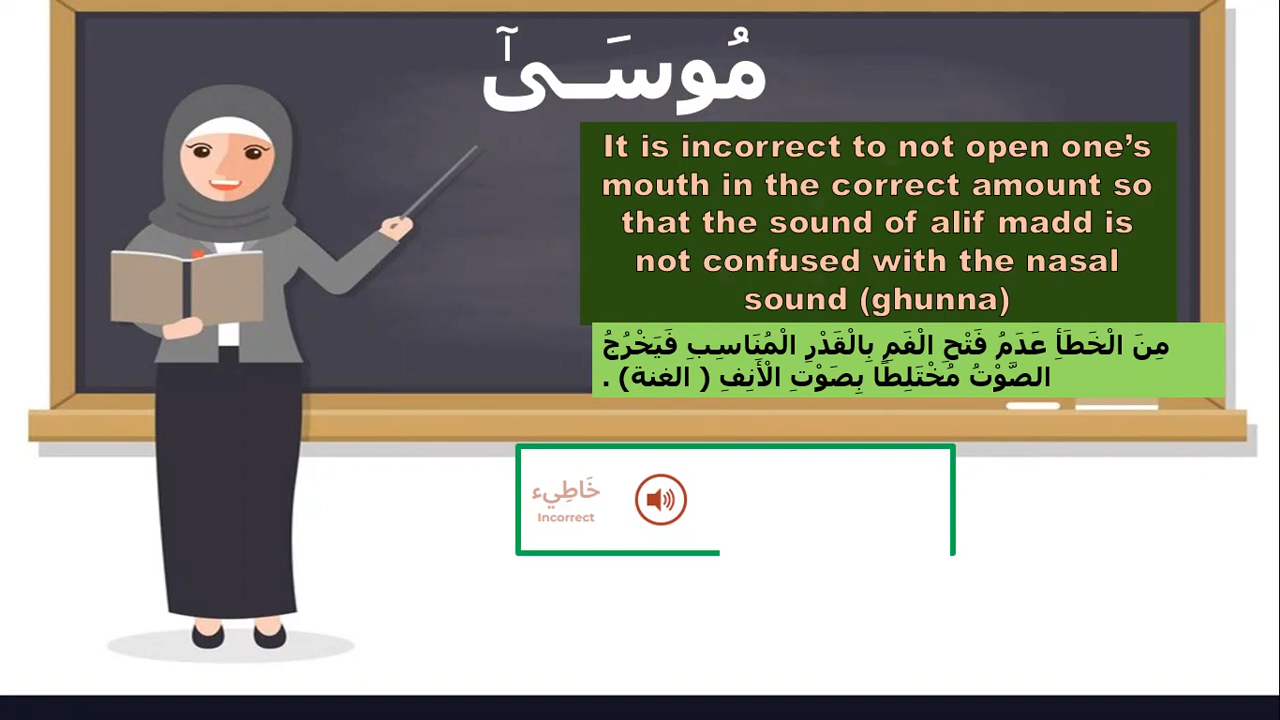 مُوسَـىٰٓ
It is incorrect to not open one’s
mouth in the correct amount so
that the sound of alif madd is
not confused with the nasal
sound (ghunna)
مِنَ الْخَطَأِ عَدَمُ فَتْحِ الْفَمِ بِالْقَدْرِ الْمُنَاسِبِ فَيَخْرُجُ
الصَّوْتُ مُخْتَلِطًا بِصَوْتِ الْأَنِفِ ( الغنة) .
خَاطِيء
Incorrect